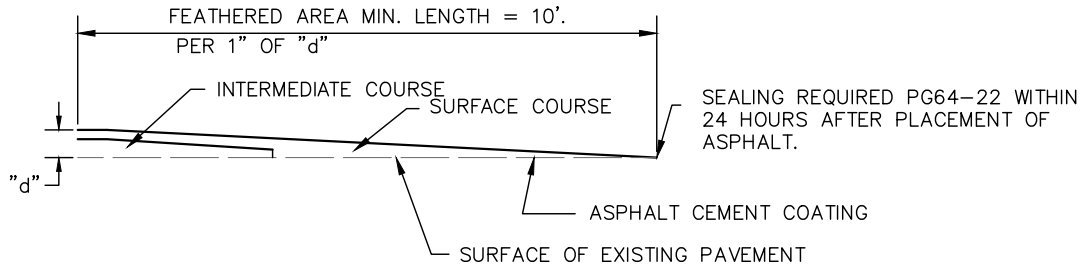 FEATHERED AREA MIN. LENGTH = 10'.
PER 1" OF "d"
INTERMEDIATE COURSE
SURFACE COURSE
SEALING REQUIRED PG64-22 WITHIN
24 HOURS AFTER PLACEMENT OF
ASPHALT.
"d"
ASPHALT CEMENT COATING
SURFACE OF EXISTING PAVEMENT